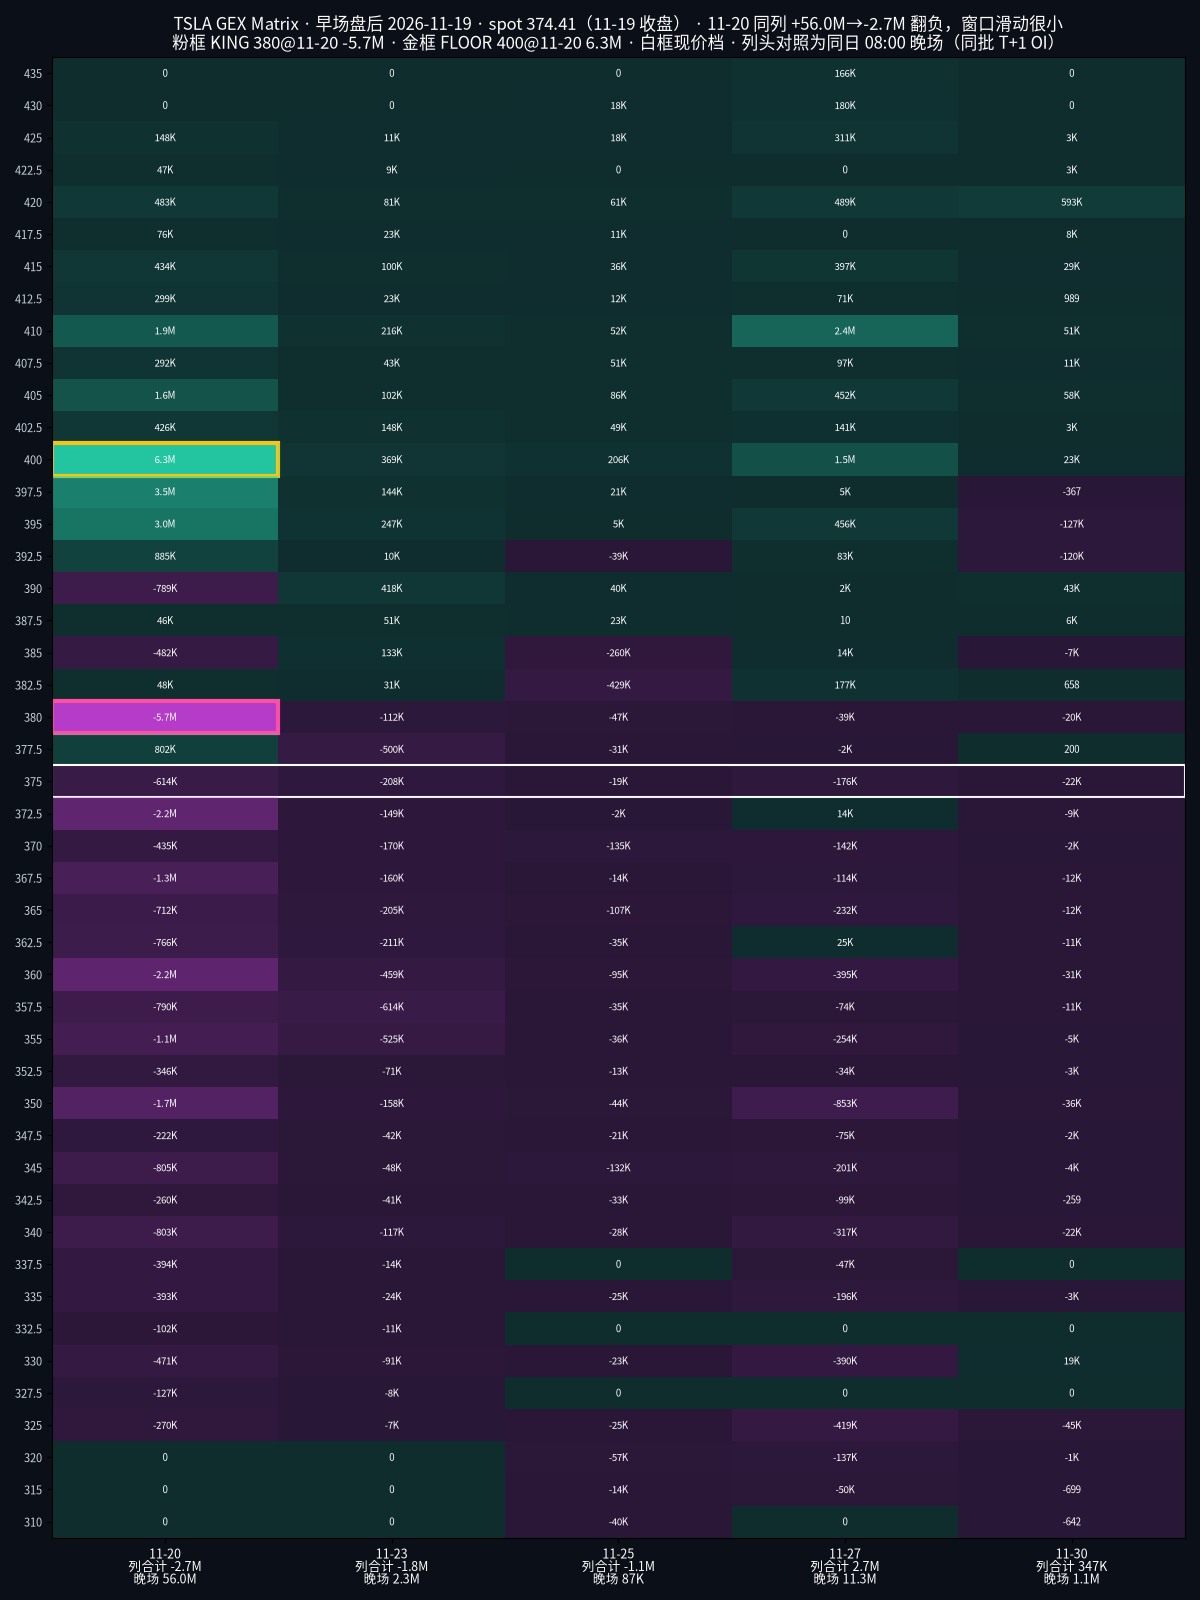 TSLA GEX Matrix · 早场盘后 2026-11-19 · spot 374.41（11-19 收盘） · 11-20 同列 +56.0M→-2.7M 翻负，窗口滑动很小
粉框 KING 380@11-20 -5.7M · 金框 FLOOR 400@11-20 6.3M · 白框现价档 · 列头对照为同日 08:00 晚场（同批 T+1 OI）
435 0 0 0 166K 0
430 0 0 18K 180K 0
425 148K 11K 18K 311K 3K
422.5 47K 9K 0 0 3K
420 483K 81K 61K 489K 593K
417.5 76K 23K 11K 0 8K
415 434K 100K 36K 397K 29K
412.5 299K 23K 12K 71K 989
410 1.9M 216K 52K 2.4M 51K
407.5 292K 43K 51K 97K 11K
405 1.6M 102K 86K 452K 58K
402.5 426K 148K 49K 141K 3K
400 6.3M 369K 206K 1.5M 23K
397.5 3.5M 144K 21K 5K -367
395 3.0M 247K 5K 456K -127K
392.5 885K 10K -39K 83K -120K
390 -789K 418K 40K 2K 43K
387.5 46K 51K 23K 10 6K
385 -482K 133K -260K 14K -7K
382.5 48K 31K -429K 177K 658
380 -5.7M -112K -47K -39K -20K
377.5 802K -500K -31K -2K 200
375 -614K -208K -19K -176K -22K
372.5 -2.2M -149K -2K 14K -9K
370 -435K -170K -135K -142K -2K
367.5 -1.3M -160K -14K -114K -12K
365 -712K -205K -107K -232K -12K
362.5 -766K -211K -35K 25K -11K
360 -2.2M -459K -95K -395K -31K
357.5 -790K -614K -35K -74K -11K
355 -1.1M -525K -36K -254K -5K
352.5 -346K -71K -13K -34K -3K
350 -1.7M -158K -44K -853K -36K
347.5 -222K -42K -21K -75K -2K
345 -805K -48K -132K -201K -4K
342.5 -260K -41K -33K -99K -259
340 -803K -117K -28K -317K -22K
337.5 -394K -14K 0 -47K 0
335 -393K -24K -25K -196K -3K
332.5 -102K -11K 0 0 0
330 -471K -91K -23K -390K 19K
327.5 -127K -8K 0 0 0
325 -270K -7K -25K -419K -45K
320 0 0 -57K -137K -1K
315 0 0 -14K -50K -699
310 0 0 -40K 0 -642
11-20 11-23 11-25 11-27 11-30
列合计 -2.7M 列合计 -1.8M 列合计 -1.1M 列合计 2.7M 列合计 347K
晚场 56.0M 晚场 2.3M 晚场 87K 晚场 11.3M 晚场 1.1M